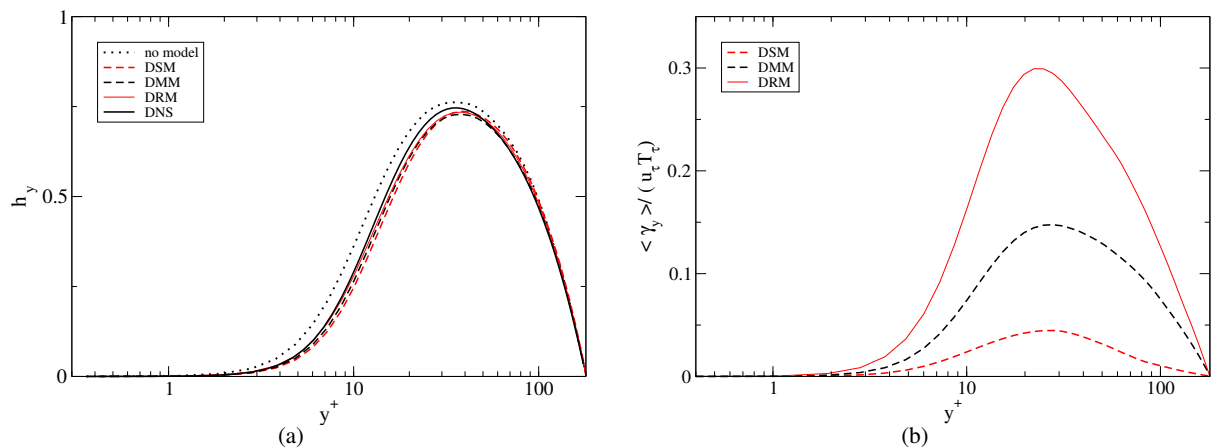 1
0.5
0
h_y
no model
DSM
DMM
DRM
DNS
1 10 100
y^+
(a)
0.3
0.2
0.1
0
< γ_y >/ ( u_τ T_τ )
DSM
DMM
DRM
1 10 100
y^+
(b)